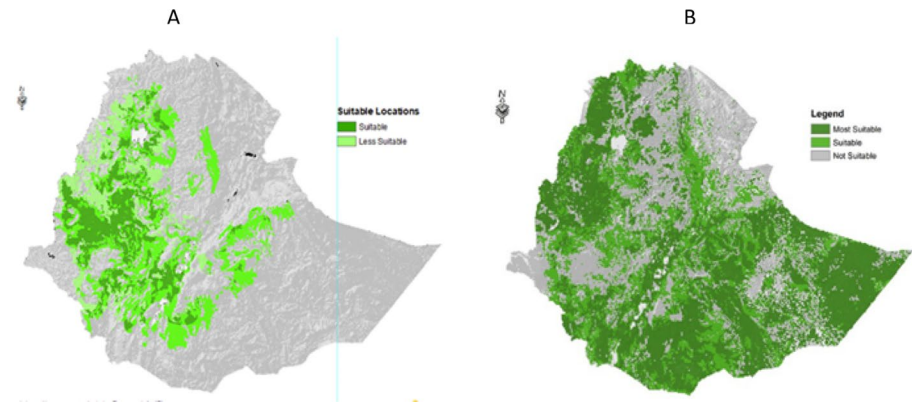 A
B
N
Suitable Locations
Suitable
Less Suitable
N
Legend
Most Suitable
Suitable
Not Suitable